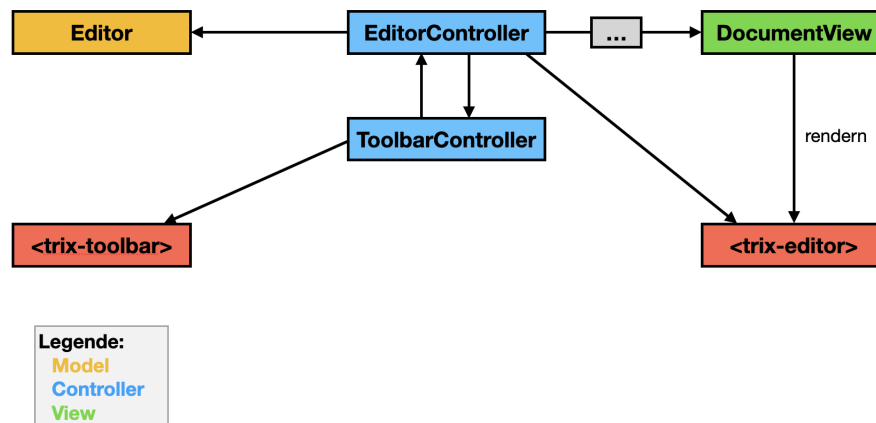 Editor
EditorController
...
DocumentView
ToolbarController
rendern
<trix-toolbar>
<trix-editor>
Legende:
Model
Controller
View